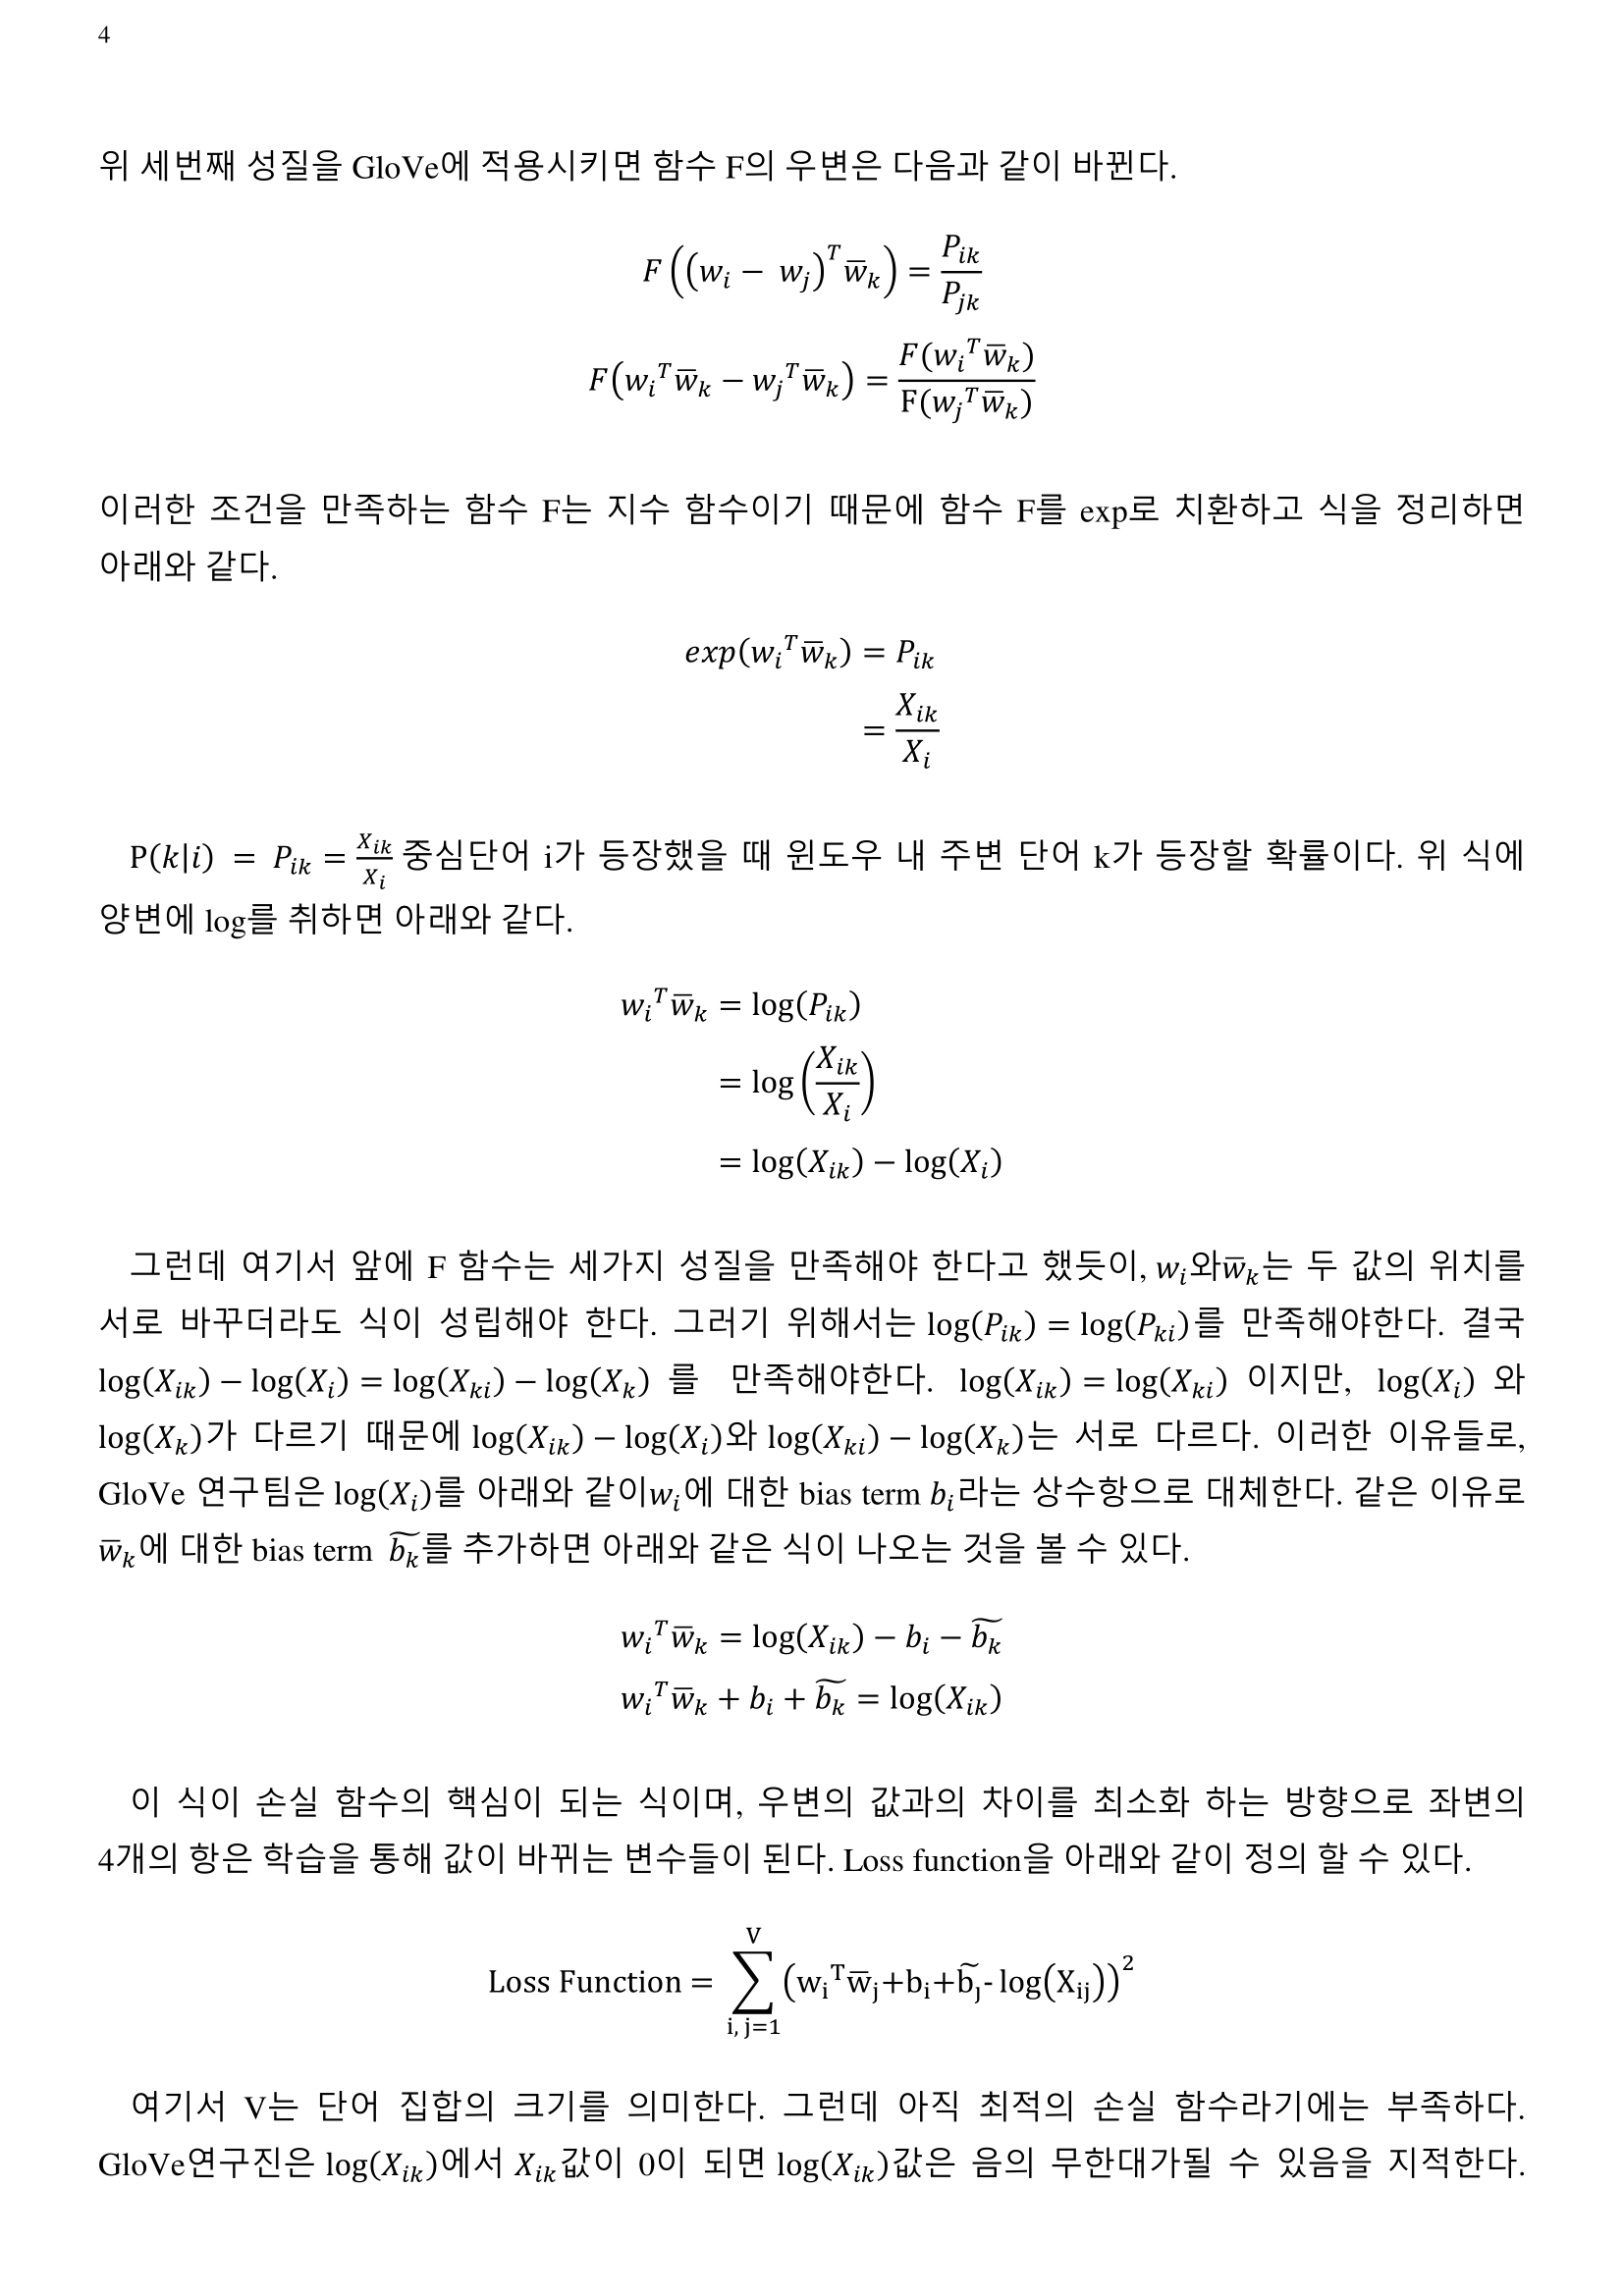 4
위 세번째 성질을 GloVe에 적용시키면 함수 F의 우변은 다음과 같이 바뀐다.
$F\left(\left(w_i - w_j\right)^T \overline{w}_k\right) = \frac{P_{ik}}{P_{jk}}$
$F\left({w_i}^T \overline{w}_k - {w_j}^T \overline{w}_k\right) = \frac{F({w_i}^T \overline{w}_k)}{\mathrm{F}({w_j}^T \overline{w}_k)}$
이러한 조건을 만족하는 함수 F는 지수 함수이기 때문에 함수 F를 exp로 치환하고 식을 정리하면
아래와 같다.
$exp({w_i}^T \overline{w}_k) = P_{ik}$
$= \frac{X_{ik}}{X_i}$
$\mathrm{P}(k|i) = P_{ik} = \frac{X_{ik}}{X_i}$ 중심단어 i가 등장했을 때 윈도우 내 주변 단어 k가 등장할 확률이다. 위 식에
양변에 log를 취하면 아래와 같다.
${w_i}^T \overline{w}_k = \log(P_{ik})$
$= \log\left(\frac{X_{ik}}{X_i}\right)$
$= \log(X_{ik}) - \log(X_i)$
그런데 여기서 앞에 F 함수는 세가지 성질을 만족해야 한다고 했듯이, $w_i$와$\overline{w}_k$는 두 값의 위치를
서로 바꾸더라도 식이 성립해야 한다. 그러기 위해서는 $\log(P_{ik}) = \log(P_{ki})$를 만족해야한다. 결국
$\log(X_{ik}) - \log(X_i) = \log(X_{ki}) - \log(X_k)$ 를 만족해야한다. $\log(X_{ik}) = \log(X_{ki})$ 이지만, $\log(X_i)$ 와
$\log(X_k)$가 다르기 때문에 $\log(X_{ik}) - \log(X_i)$와 $\log(X_{ki}) - \log(X_k)$는 서로 다르다. 이러한 이유들로,
GloVe 연구팀은 $\log(X_i)$를 아래와 같이$w_i$에 대한 bias term $b_i$라는 상수항으로 대체한다. 같은 이유로
$\overline{w}_k$에 대한 bias term $\widetilde{b_k}$를 추가하면 아래와 같은 식이 나오는 것을 볼 수 있다.
${w_i}^T \overline{w}_k = \log(X_{ik}) - b_i - \widetilde{b_k}$
${w_i}^T \overline{w}_k + b_i + \widetilde{b_k} = \log(X_{ik})$
이 식이 손실 함수의 핵심이 되는 식이며, 우변의 값과의 차이를 최소화 하는 방향으로 좌변의
4개의 항은 학습을 통해 값이 바뀌는 변수들이 된다. Loss function을 아래와 같이 정의 할 수 있다.
$\text{Loss Function} = \sum_{\mathrm{i, j=1}}^{\mathrm{V}} \left(\mathrm{{w_i}^T \overline{w}_j + b_i + \widetilde{b_j} - \log(X_{ij})}\right)^2$
여기서 V는 단어 집합의 크기를 의미한다. 그런데 아직 최적의 손실 함수라기에는 부족하다.
GloVe연구진은 $\log(X_{ik})$에서 $X_{ik}$값이 0이 되면 $\log(X_{ik})$값은 음의 무한대가될 수 있음을 지적한다.